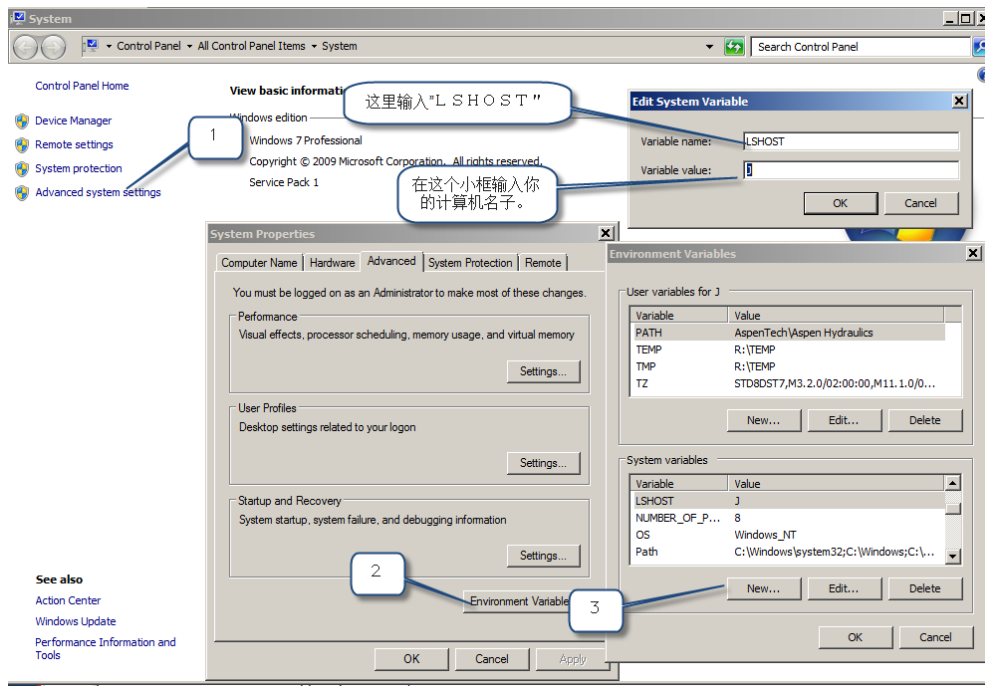 System
Control Panel ▾ All Control Panel Items ▾ System
Search Control Panel
Control Panel Home
Device Manager
Remote settings
System protection
Advanced system settings
See also
Action Center
Windows Update
Performance Information and
Tools
View basic informati
Windows edition
Windows 7 Professional
Copyright © 2009 Microsoft Corporation. All rights reserved.
Service Pack 1
1
这里输入"ＬＳＨＯＳＴ"
在这个小框输入你
的计算机名子。
Edit System Variable
Variable name:
LSHOST
Variable value:
J
OK
Cancel
System Properties
Computer Name
Hardware
Advanced
System Protection
Remote
You must be logged on as an Administrator to make most of these changes.
Performance
Visual effects, processor scheduling, memory usage, and virtual memory
Settings...
User Profiles
Desktop settings related to your logon
Settings...
Startup and Recovery
System startup, system failure, and debugging information
Settings...
2
Environment Variable
OK
Cancel
Apply
3
Environment Variables
User variables for J
Variable Value
PATH AspenTech\Aspen Hydraulics
TEMP R:\TEMP
TMP R:\TEMP
TZ STD8DST7,M3.2.0/02:00:00,M11.1.0/0...
New...
Edit...
Delete
System variables
Variable Value
LSHOST J
NUMBER_OF_P... 8
OS Windows_NT
Path C:\Windows\system32;C:\Windows;C:\...
New...
Edit...
Delete
OK
Cancel